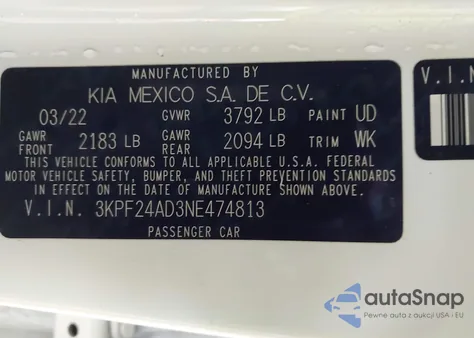 MANUFACTURED BY
KIA MEXICO S.A. DE C.V.
03/22 GVWR 3792 LB PAINT UD
GAWR FRONT 2183 LB GAWR REAR 2094 LB TRIM WK
THIS VEHICLE CONFORMS TO ALL APPLICABLE U.S.A. FEDERAL
MOTOR VEHICLE SAFETY, BUMPER, AND THEFT PREVENTION STANDARDS
IN EFFECT ON THE DATE OF MANUFACTURE SHOWN ABOVE.
V.I.N. 3KPF24AD3NE474813
PASSENGER CAR
V.I.N
autoSnap
Pewne auta z aukcji USA i EU